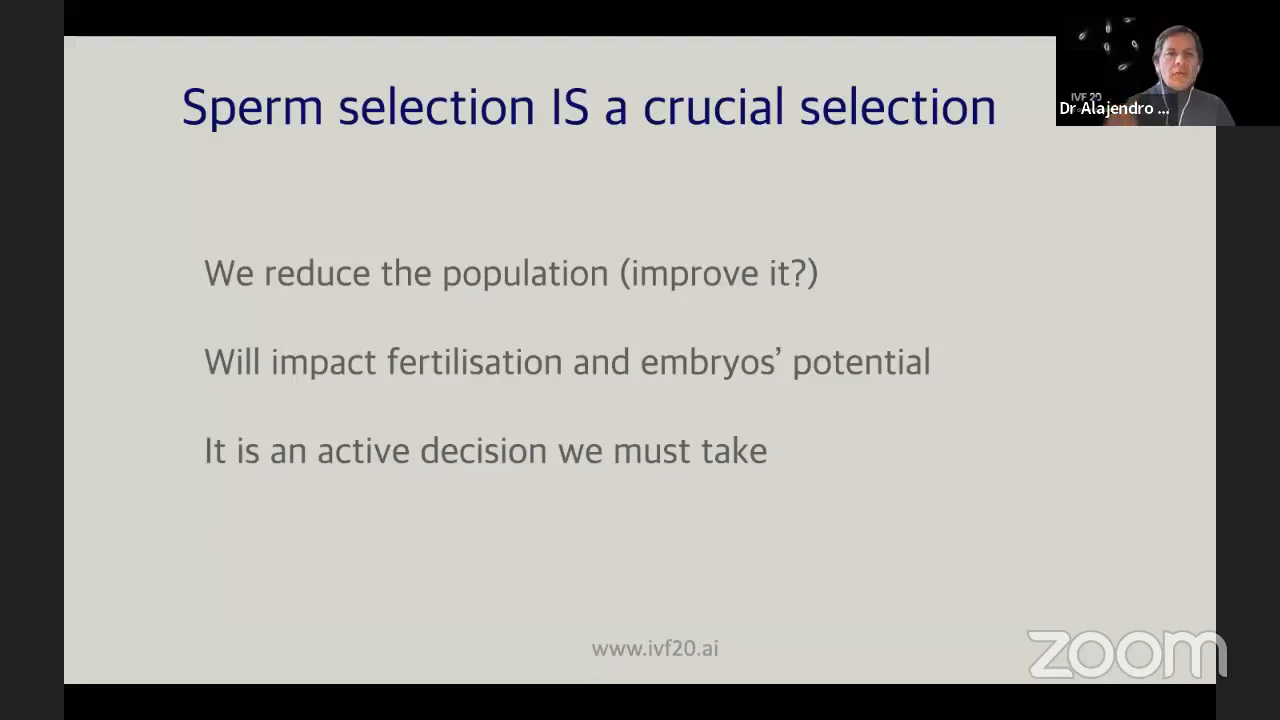 Sperm selection IS a crucial selection
IVF 20
Dr Alajendro ...
We reduce the population (improve it?)
Will impact fertilisation and embryos’ potential
It is an active decision we must take
www.ivf20.ai
zoom